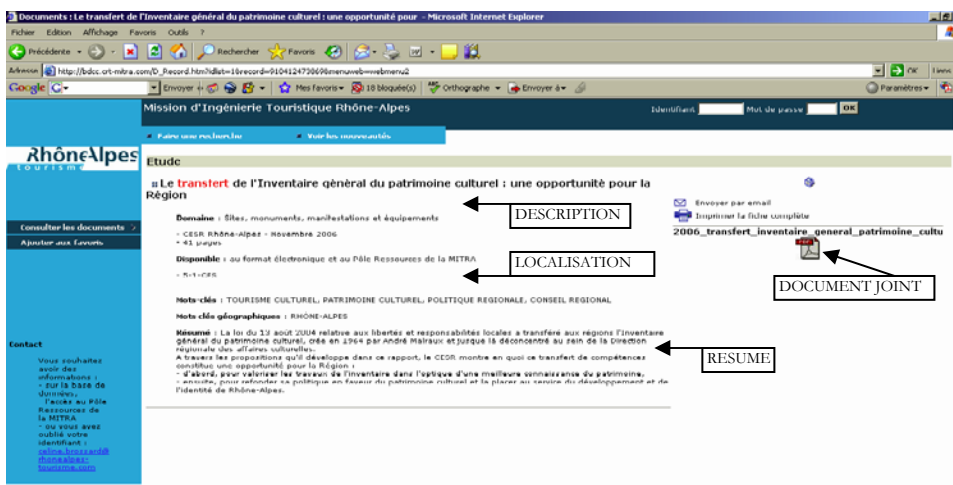 Documents : Le transfert de l'Inventaire général du patrimoine culturel : une opportunité pour - Microsoft Internet Explorer
Fichier Edition Affichage Favoris Outils ?
Précédente Rechercher Favoris
Adresse http://bdcc.crt-mitra.com/D_Record.htm?idlist=1&record=910412473869&menuweb=webmenu2 OK Liens
Google G Envoyer Mes favoris 18 bloquée(s) Orthographe Envoyer à Paramètres
Mission d'Ingénierie Touristique Rhône-Alpes
Identifiant Mot de passe OK
Faire une recherche Voir les nouveautés
RhôneAlpes
tourisme
Etude
Le transfert de l'Inventaire général du patrimoine culturel : une opportunité pour la
Région
Envoyer par email
Imprimer la fiche complète
2006_transfert_inventaire_general_patrimoine_cultu
Domaine : Sites, monuments, manifestations et équipements
DESCRIPTION
- CESR Rhône-Alpes - Novembre 2006
- 41 pages
Disponible : au format électronique et au Pôle Ressources de la MITRA
LOCALISATION
- 5-1-CES
DOCUMENT JOINT
Consulter les documents
Ajouter aux favoris
Mots-clés : TOURISME CULTUREL, PATRIMOINE CULTUREL, POLITIQUE REGIONALE, CONSEIL REGIONAL
Mots clés géographiques : RHONE-ALPES
Résumé : La loi du 13 août 2004 relative aux libertés et responsabilités locales a transféré aux régions l'Inventaire
général du patrimoine culturel, crée en 1964 par André Malraux et jusque là déconcentré au sein de la Direction
régionale des affaires culturelles.
A travers les propositions qu'il développe dans ce rapport, le CESR montre en quoi ce transfert de compétences
constitue une opportunité pour la Région :
- d'abord, pour valoriser les travaux de l'inventaire dans l'optique d'une meilleure connaissance du patrimoine,
- ensuite, pour refonder sa politique en faveur du patrimoine culturel et la placer au service du développement et de
l'identité de Rhône-Alpes.
RESUME
Contact
Vous souhaitez
avoir des
informations :
- sur la base de
données,
l'accès au Pôle
Ressources de
la MITRA
- ou vous avez
oublié votre
identifiant :
celine.brossard@
rhonealpes-
tourisme.com